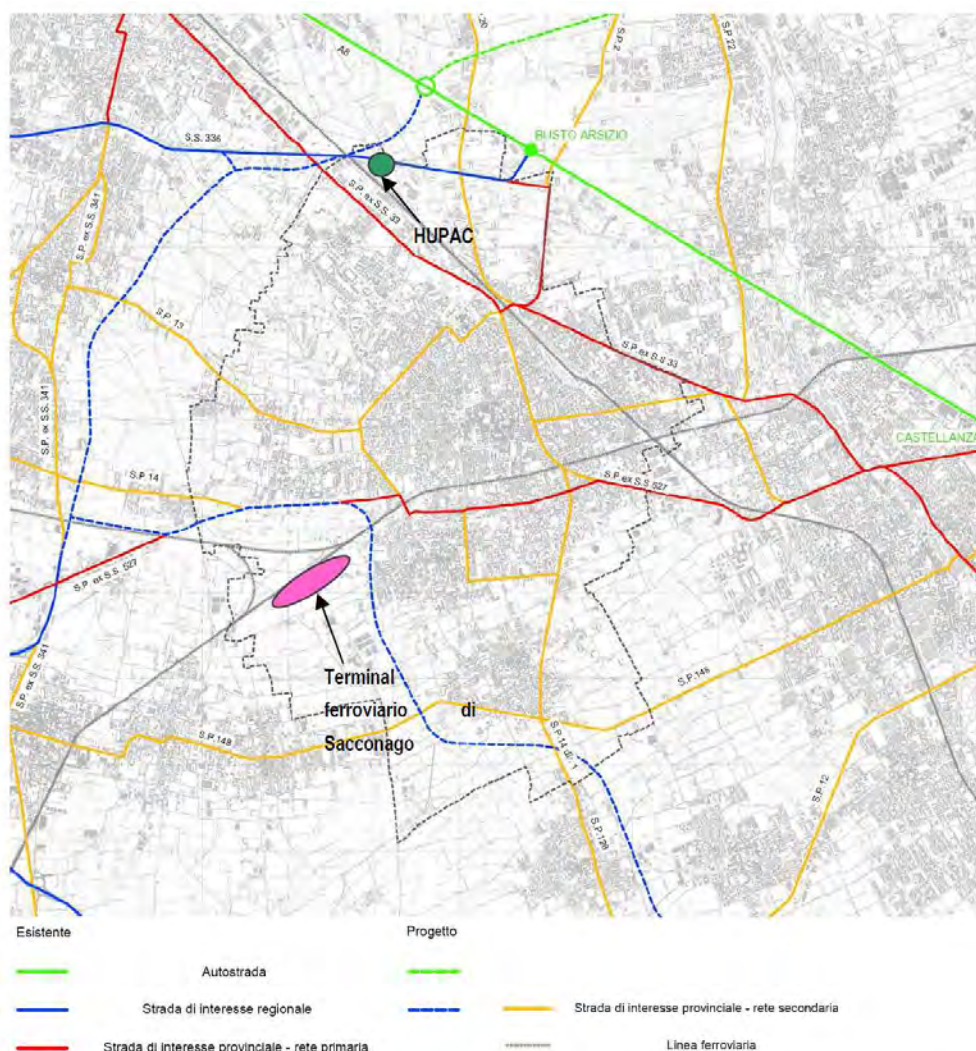 S.P.20
S.P.2
S.P.22
A8
S.S. 336
BUSTO ARSIZIO
S.P. ex S.S. 33
HUPAC
S.P. ex S.S. 341
S.P. 13
S.P. ex S.S 33
S.P. ex S.S. 341
CASTELLANZA
S.P.14
S.P. ex S.S 527
S.P. ex S.S. 527
Terminal
ferroviario di
Sacconago
S.P. ex S.S. 341
S.P.148
S.P.149
S.P.12
S.P.128
Esistente Progetto
Autostrada
Strada di interesse regionale
Strada di interesse provinciale - rete secondaria
Strada di interesse provinciale - rete primaria
Linea ferroviaria